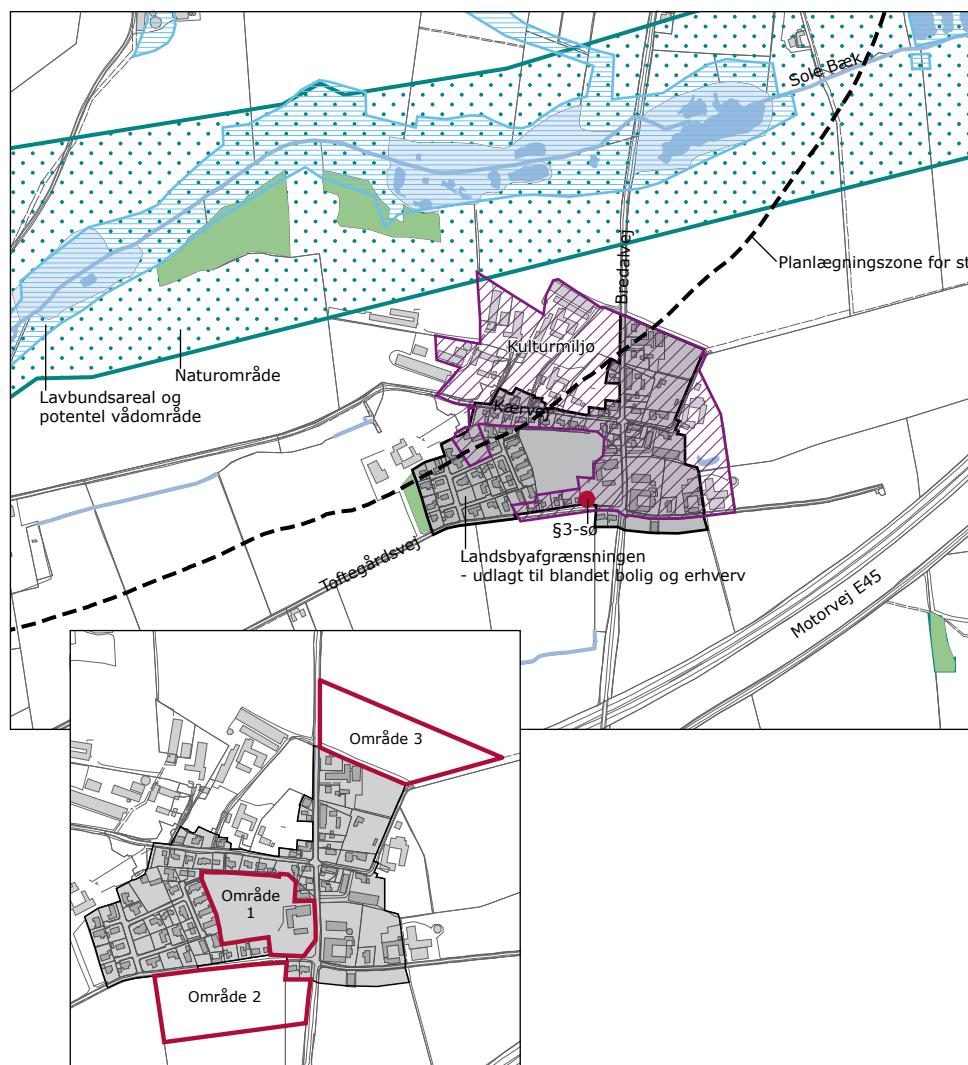 Sole Bæk
Bredalvej
Planlægningszone for st
Kulturmiljø
Naturområde
Lavbundsareal og
potentel vådområde
Kærvej
§3-sø
Landsbyafgrænsningen
- udlagt til blandet bolig og erhverv
Toftegårdsvej
Motorvej E45
Område 3
Område
1
Område 2